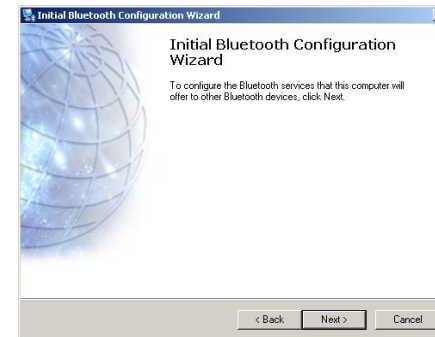 Initial Bluetooth Configuration Wizard
Initial Bluetooth Configuration
Wizard
To configure the Bluetooth services that this computer will
offer to other Bluetooth devices, click Next.
< Back
Next >
Cancel